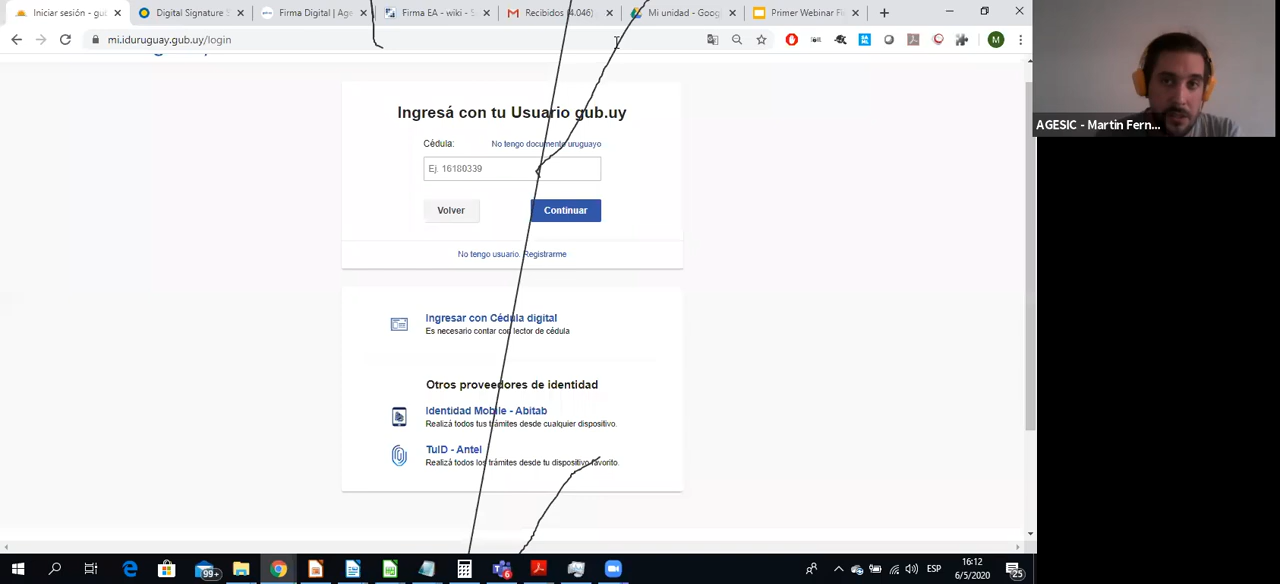 Iniciar sesión - gub
Digital Signature S
Firma Digital | Age
Firma EA - wiki - S
Recibidos (4.046)
Mi unidad - Goog
Primer Webinar Fi
mi.iduruguay.gub.uy/login
M
Ingresá con tu Usuario gub.uy
Cédula:
No tengo documento uruguayo
Ej. 16180339
Volver
Continuar
No tengo usuario. Registrarme
Ingresar con Cédula digital
Es necesario contar con lector de cédula
Otros proveedores de identidad
Identidad Mobile - Abitab
Realizá todos tus trámites desde cualquier dispositivo.
TuID - Antel
Realizá todos los trámites desde tu dispositivo favorito.
AGESIC - Martin Fern...
99+
6
ESP
16:12
6/5/2020
25